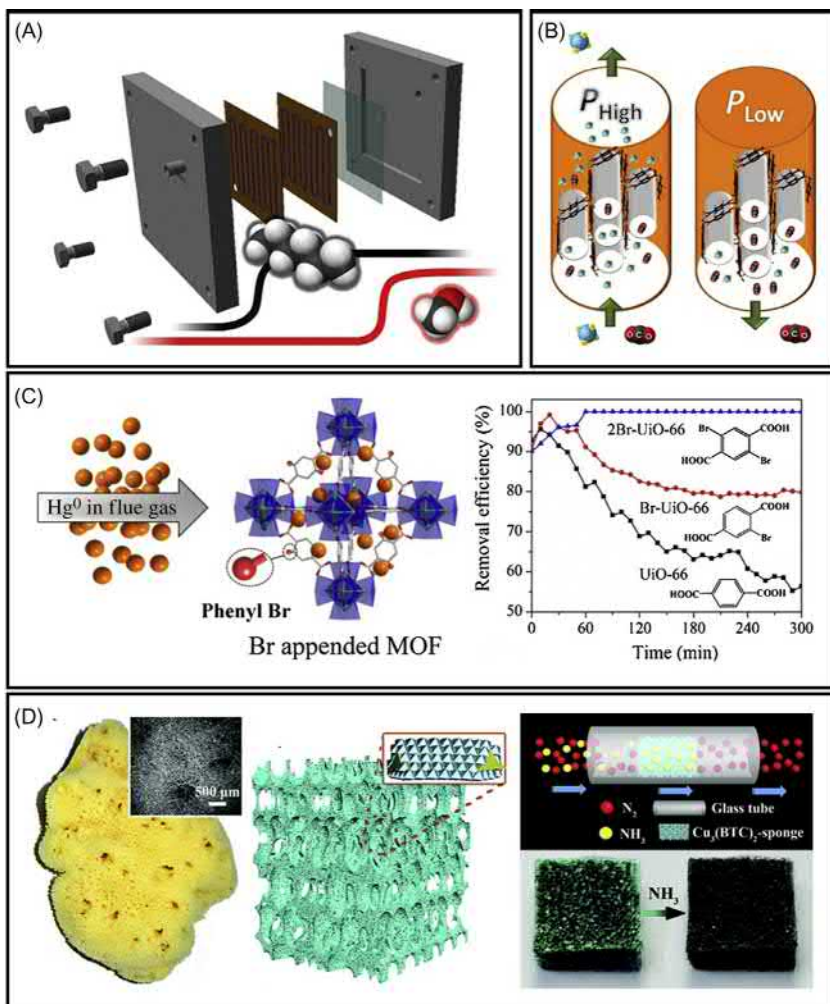 (A)
(B)
P High
P Low
O C O
O C O
(C)
Hg⁰ in flue gas
Phenyl Br
Br appended MOF
Removal efficiency (%)
100
90
80
70
60
50
2Br-UiO-66
Br
COOH
HOOC
Br
Br-UiO-66
COOH
HOOC
Br
UiO-66
HOOC
COOH
0 60 120 180 240 300
Time (min)
(D)
500 µm
N₂
Glass tube
NH₃
Cu₃(BTC)₂-sponge
NH₃